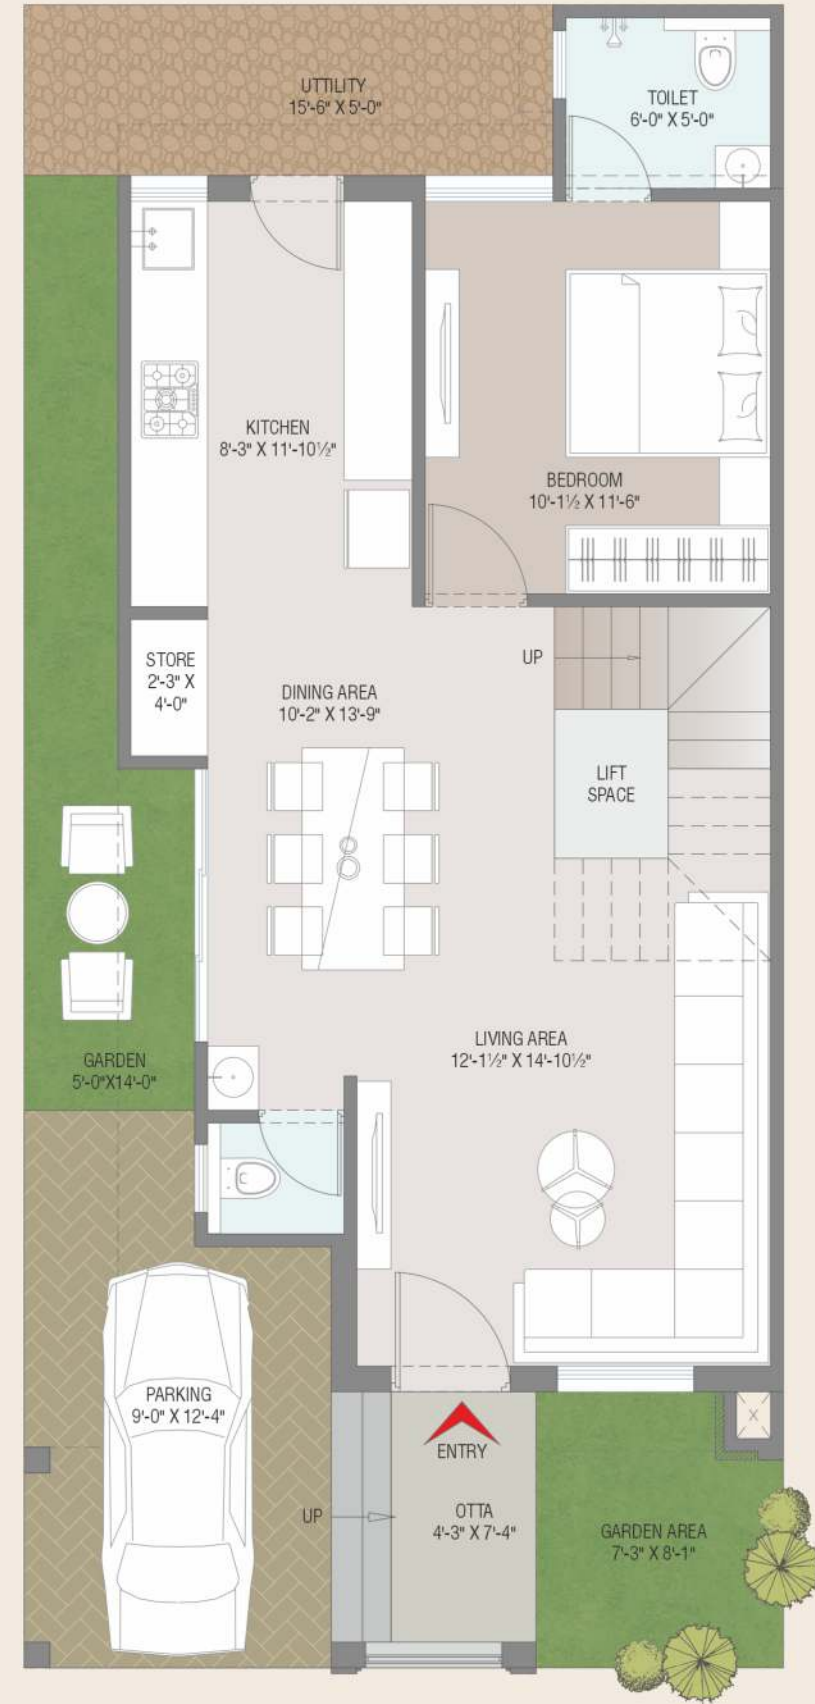 UTTILITY
15'-6" X 5'-0"
TOILET
6'-0" X 5'-0"
KITCHEN
8'-3" X 11'-10½"
BEDROOM
10'-1½ X 11'-6"
STORE
2'-3" X
4'-0"
UP
DINING AREA
10'-2" X 13'-9"
LIFT
SPACE
LIVING AREA
12'-1½" X 14'-10½"
GARDEN
5'-0"X14'-0"
PARKING
9'-0" X 12'-4"
ENTRY
UP
OTTA
4'-3" X 7'-4"
GARDEN AREA
7'-3" X 8'-1"